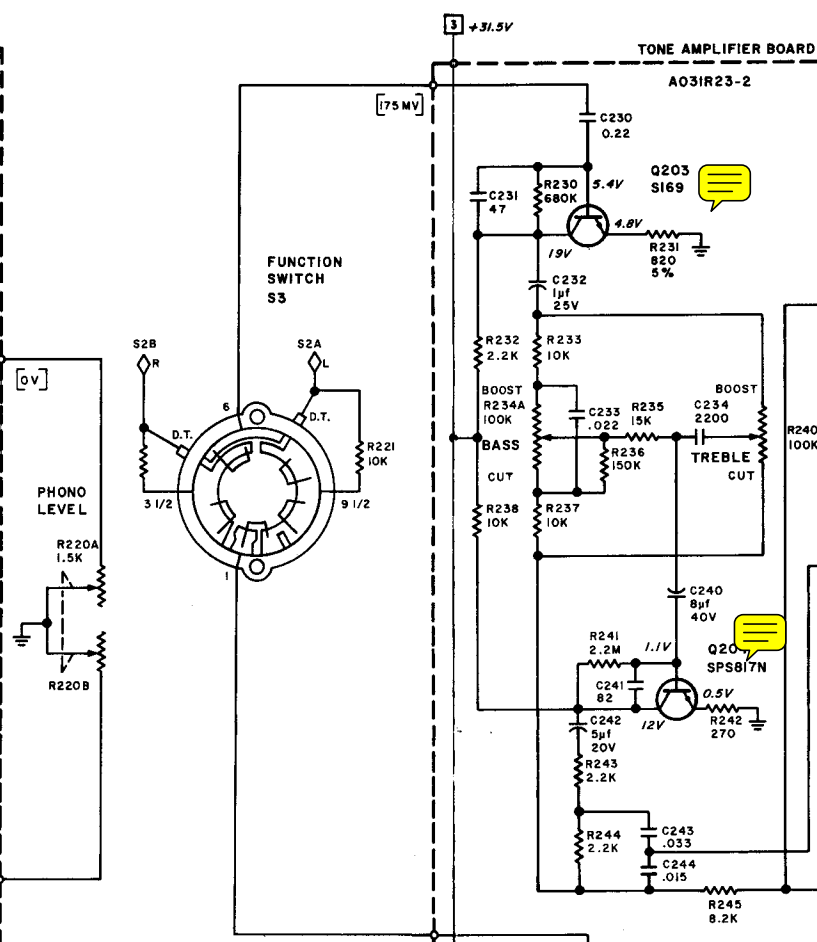 3 +31.5V
TONE AMPLIFIER BOARD
A031R23-2
[175 MV]
C230
0.22
Q203
S169
C231
47
R230
680K
5.4V
4.8V
19V
R231
820
5%
FUNCTION
SWITCH
S3
C232
1µf
25V
S2B
R
S2A
L
R232
2.2K
R233
10K
[0V]
BOOST
R234A
100K
BASS
CUT
C233
.022
R235
15K
C234
2200
BOOST
TREBLE
CUT
R236
150K
R240
100K
6
D.T.
D.T.
R221
10K
3 1/2
9 1/2
1
PHONO
LEVEL
R220A
1.5K
R220B
R238
10K
R237
10K
C240
8µf
40V
R241
2.2M
1.1V
SPS817N
C241
82
0.5V
12V
R242
270
C242
5µf
20V
R243
2.2K
R244
2.2K
C243
.033
C244
.015
R245
8.2K